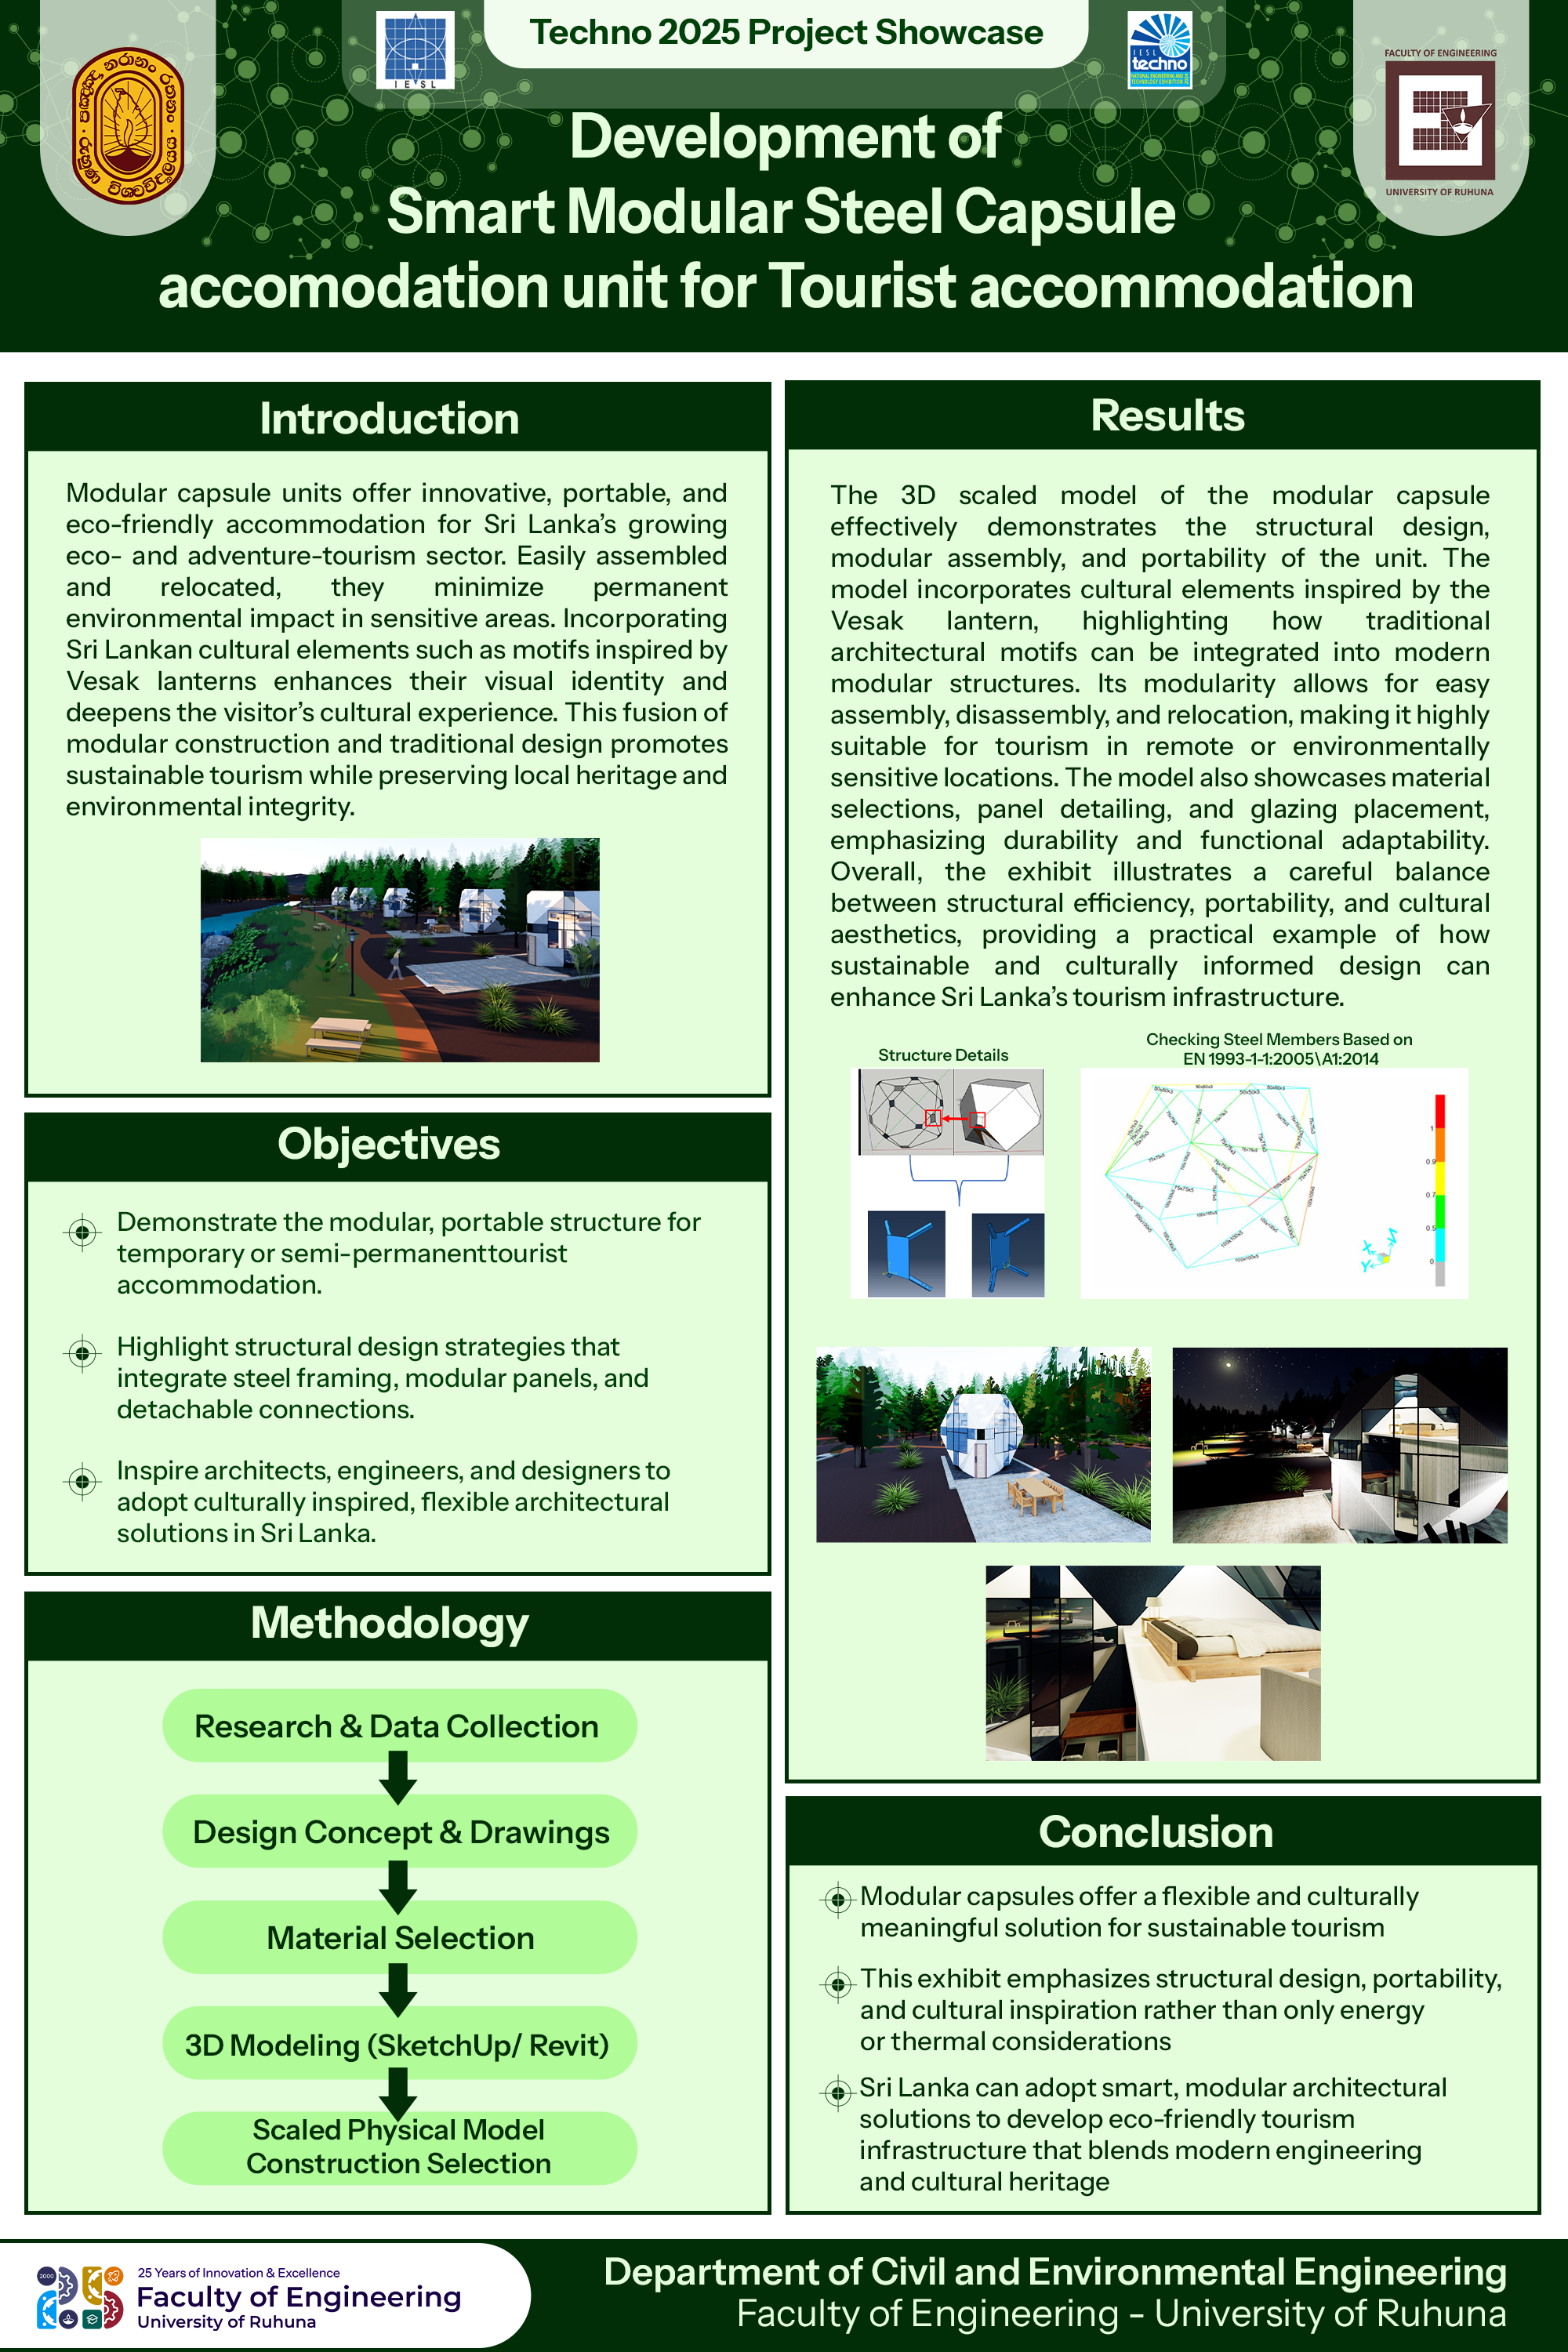 Techno 2025 Project Showcase
IESL
IESL
techno
NATIONAL ENGINEERING AND
TECHNOLOGY EXHIBITION
FACULTY OF ENGINEERING
UNIVERSITY OF RUHUNA
Development of
Smart Modular Steel Capsule
accomodation unit for Tourist accommodation
Introduction
Modular capsule units offer innovative, portable, and
eco-friendly accommodation for Sri Lanka's growing
eco- and adventure-tourism sector. Easily assembled
and relocated, they minimize permanent
environmental impact in sensitive areas. Incorporating
Sri Lankan cultural elements such as motifs inspired by
Vesak lanterns enhances their visual identity and
deepens the visitor's cultural experience. This fusion of
modular construction and traditional design promotes
sustainable tourism while preserving local heritage and
environmental integrity.
Objectives
Demonstrate the modular, portable structure for
temporary or semi-permanenttourist
accommodation.
Highlight structural design strategies that
integrate steel framing, modular panels, and
detachable connections.
Inspire architects, engineers, and designers to
adopt culturally inspired, flexible architectural
solutions in Sri Lanka.
Methodology
Research & Data Collection
Design Concept & Drawings
Material Selection
3D Modeling (SketchUp/ Revit)
Scaled Physical Model
Construction Selection
Results
The 3D scaled model of the modular capsule
effectively demonstrates the structural design,
modular assembly, and portability of the unit. The
model incorporates cultural elements inspired by the
Vesak lantern, highlighting how traditional
architectural motifs can be integrated into modern
modular structures. Its modularity allows for easy
assembly, disassembly, and relocation, making it highly
suitable for tourism in remote or environmentally
sensitive locations. The model also showcases material
selections, panel detailing, and glazing placement,
emphasizing durability and functional adaptability.
Overall, the exhibit illustrates a careful balance
between structural efficiency, portability, and cultural
aesthetics, providing a practical example of how
sustainable and culturally informed design can
enhance Sri Lanka's tourism infrastructure.
Structure Details
Checking Steel Members Based on
EN 1993-1-1:2005\A1:2014
1
0.9
0.7
0.5
0
X
Y
Z
Conclusion
Modular capsules offer a flexible and culturally
meaningful solution for sustainable tourism
This exhibit emphasizes structural design, portability,
and cultural inspiration rather than only energy
or thermal considerations
Sri Lanka can adopt smart, modular architectural
solutions to develop eco-friendly tourism
infrastructure that blends modern engineering
and cultural heritage
2000
25 Years of Innovation & Excellence
Faculty of Engineering
University of Ruhuna
Department of Civil and Environmental Engineering
Faculty of Engineering - University of Ruhuna